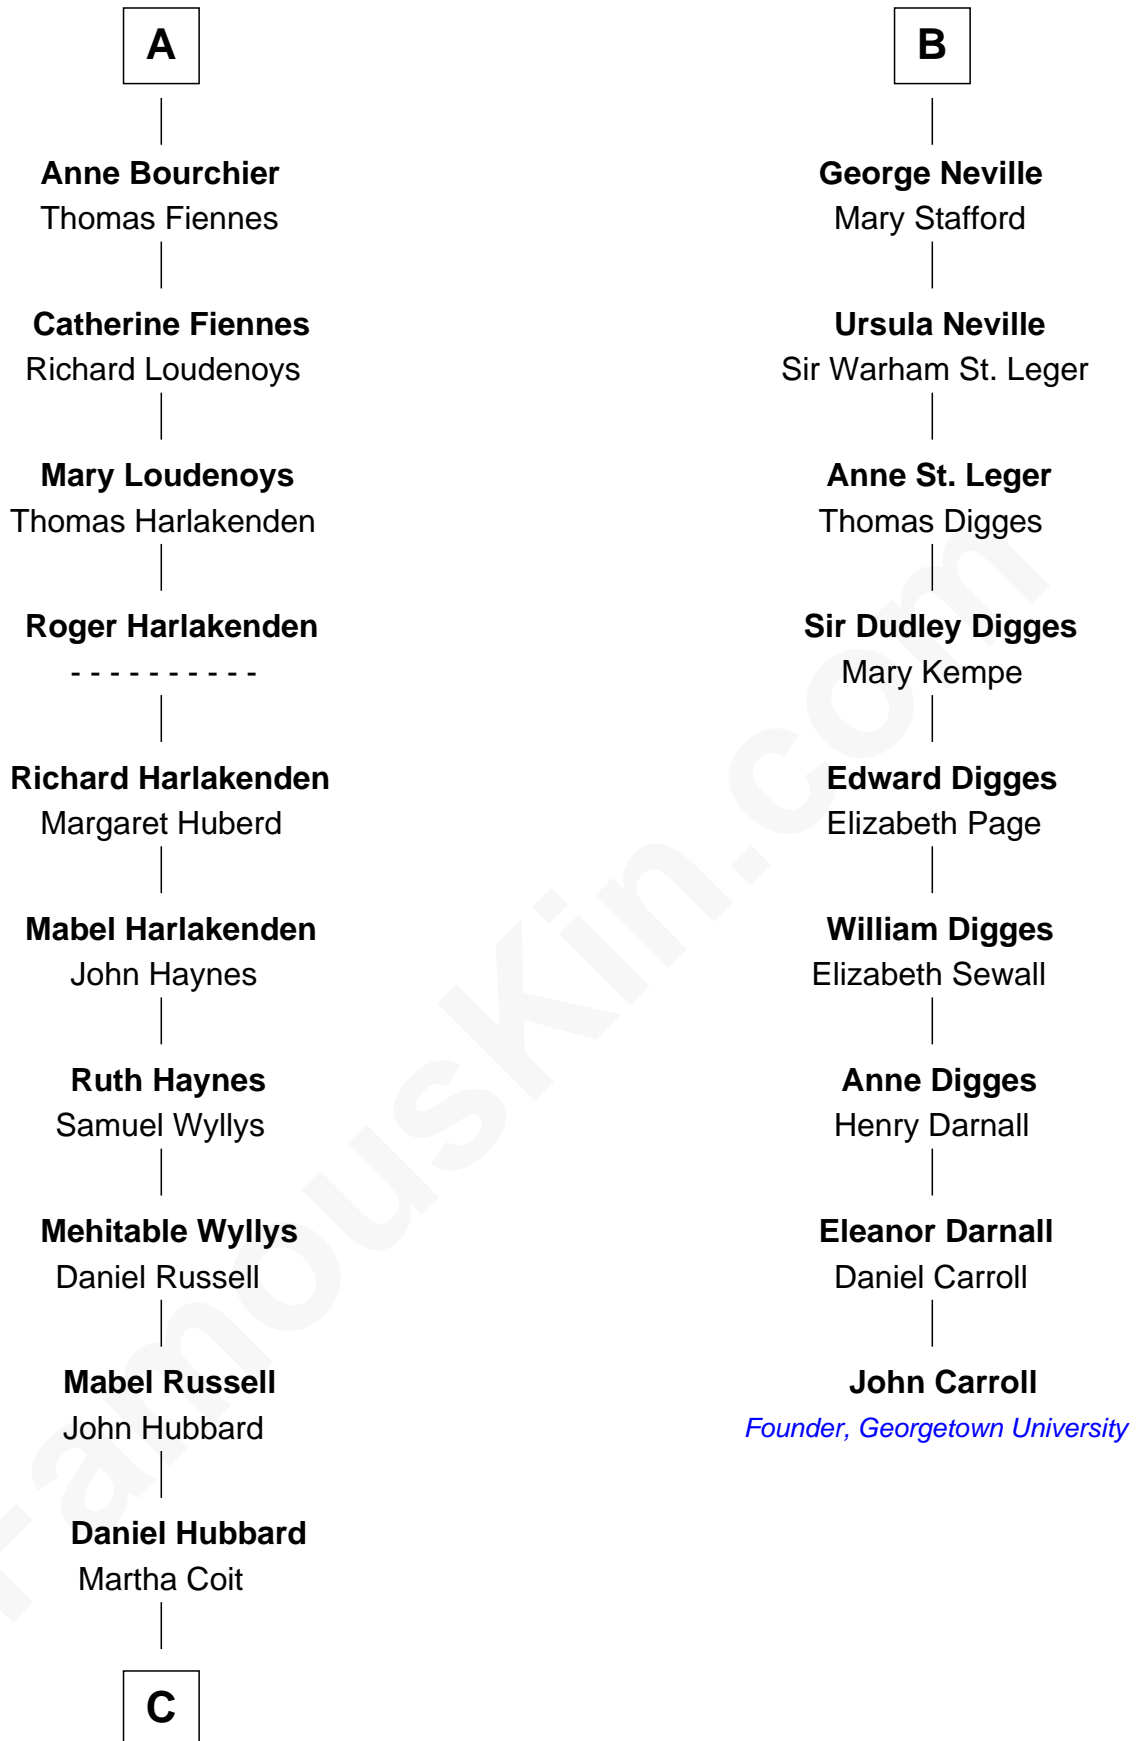 A
Anne Bourchier
Thomas Fiennes
Catherine Fiennes
Richard Loudenoys
Mary Loudenoys
Thomas Harlakenden
Roger Harlakenden
- - - - - - - - - -
Richard Harlakenden
Margaret Huberd
Mabel Harlakenden
John Haynes
Ruth Haynes
Samuel Wyllys
Mehitable Wyllys
Daniel Russell
Mabel Russell
John Hubbard
Daniel Hubbard
Martha Coit
C
B
George Neville
Mary Stafford
Ursula Neville
Sir Warham St. Leger
Anne St. Leger
Thomas Digges
Sir Dudley Digges
Mary Kempe
Edward Digges
Elizabeth Page
William Digges
Elizabeth Sewall
Anne Digges
Henry Darnall
Eleanor Darnall
Daniel Carroll
John Carroll
Founder, Georgetown University
FamousKin.com